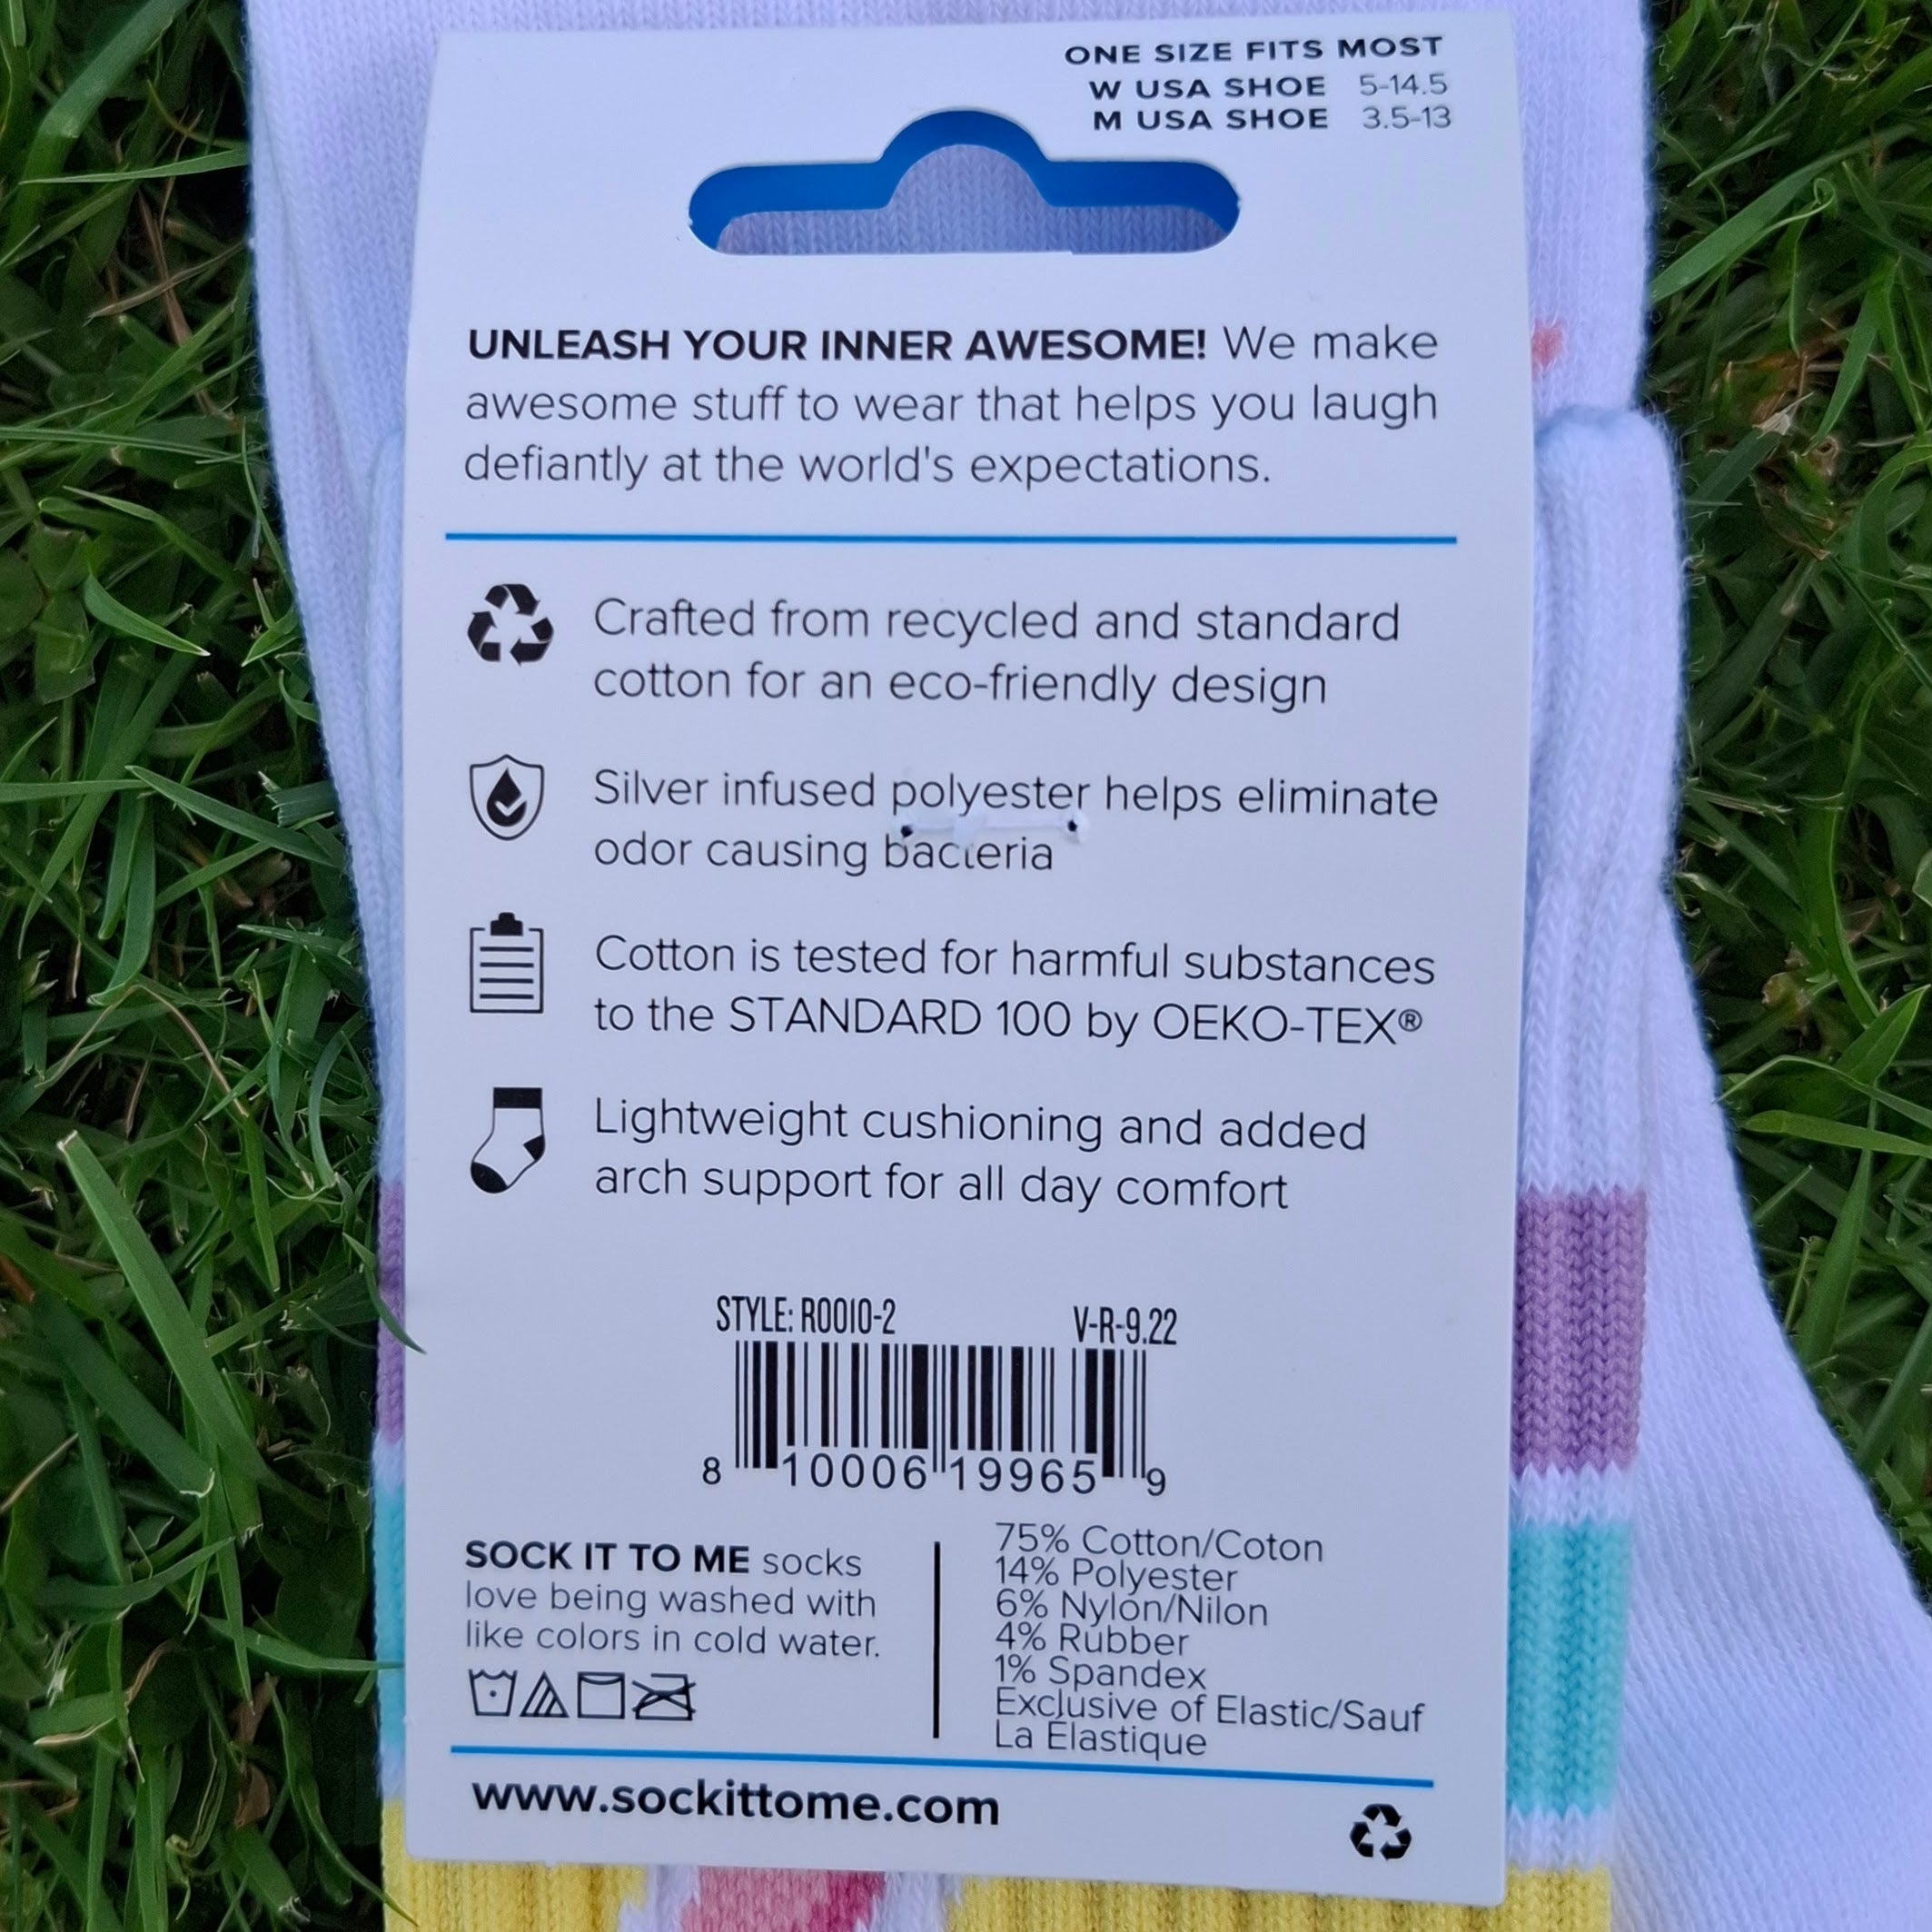 ONE SIZE FITS MOST
W USA SHOE 5-14.5
M USA SHOE 3.5-13
UNLEASH YOUR INNER AWESOME! We make
awesome stuff to wear that helps you laugh
defiantly at the world's expectations.
Crafted from recycled and standard
cotton for an eco-friendly design
Silver infused polyester helps eliminate
odor causing bacteria
Cotton is tested for harmful substances
to the STANDARD 100 by OEKO-TEX®
Lightweight cushioning and added
arch support for all day comfort
STYLE: R0010-2 V-R-9.22
8 10006 19965 9
SOCK IT TO ME socks
love being washed with
like colors in cold water.
75% Cotton/Coton
14% Polyester
6% Nylon/Nilon
4% Rubber
1% Spandex
Exclusive of Elastic/Sauf
La Elastique
www.sockittome.com